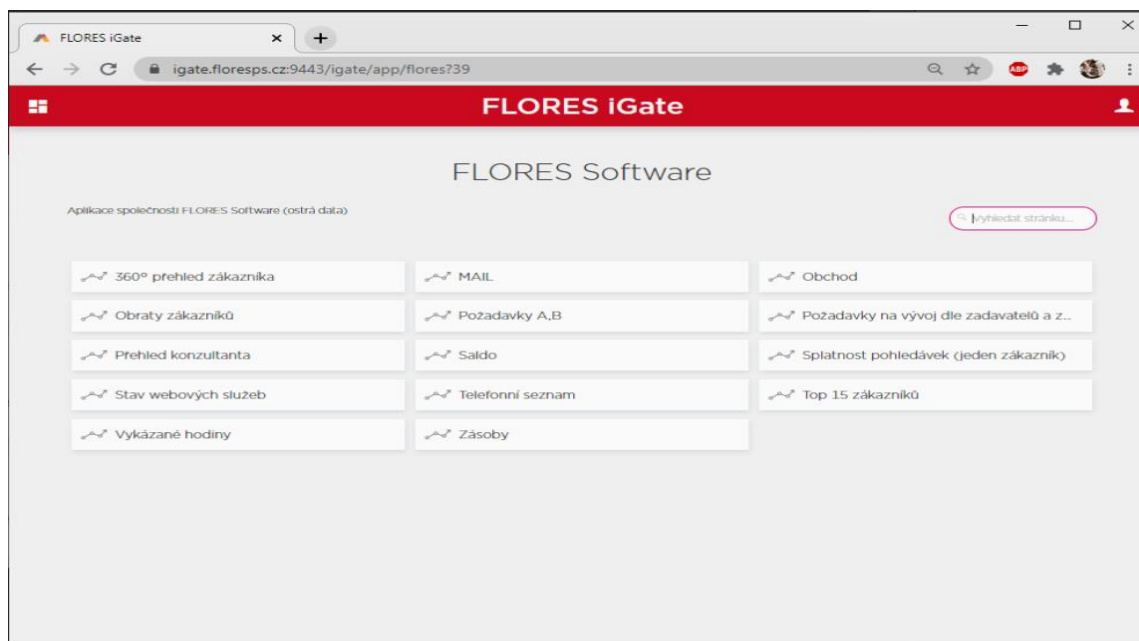 FLORES iGate
igate.floresps.cz:9443/igate/app/flores?39
ABP
FLORES iGate
FLORES Software
Aplikace společnosti FLORES Software (ostrá data)
Vyhledat stránku...
360° přehled zákazníka
MAIL
Obchod
Obraty zákazníků
Požadavky A,B
Požadavky na vývoj dle zadavatelů a z...
Přehled konzultanta
Saldo
Splatnost pohledávek (jeden zákazník)
Stav webových služeb
Telefonní seznam
Top 15 zákazníků
Vykázané hodiny
Zásoby